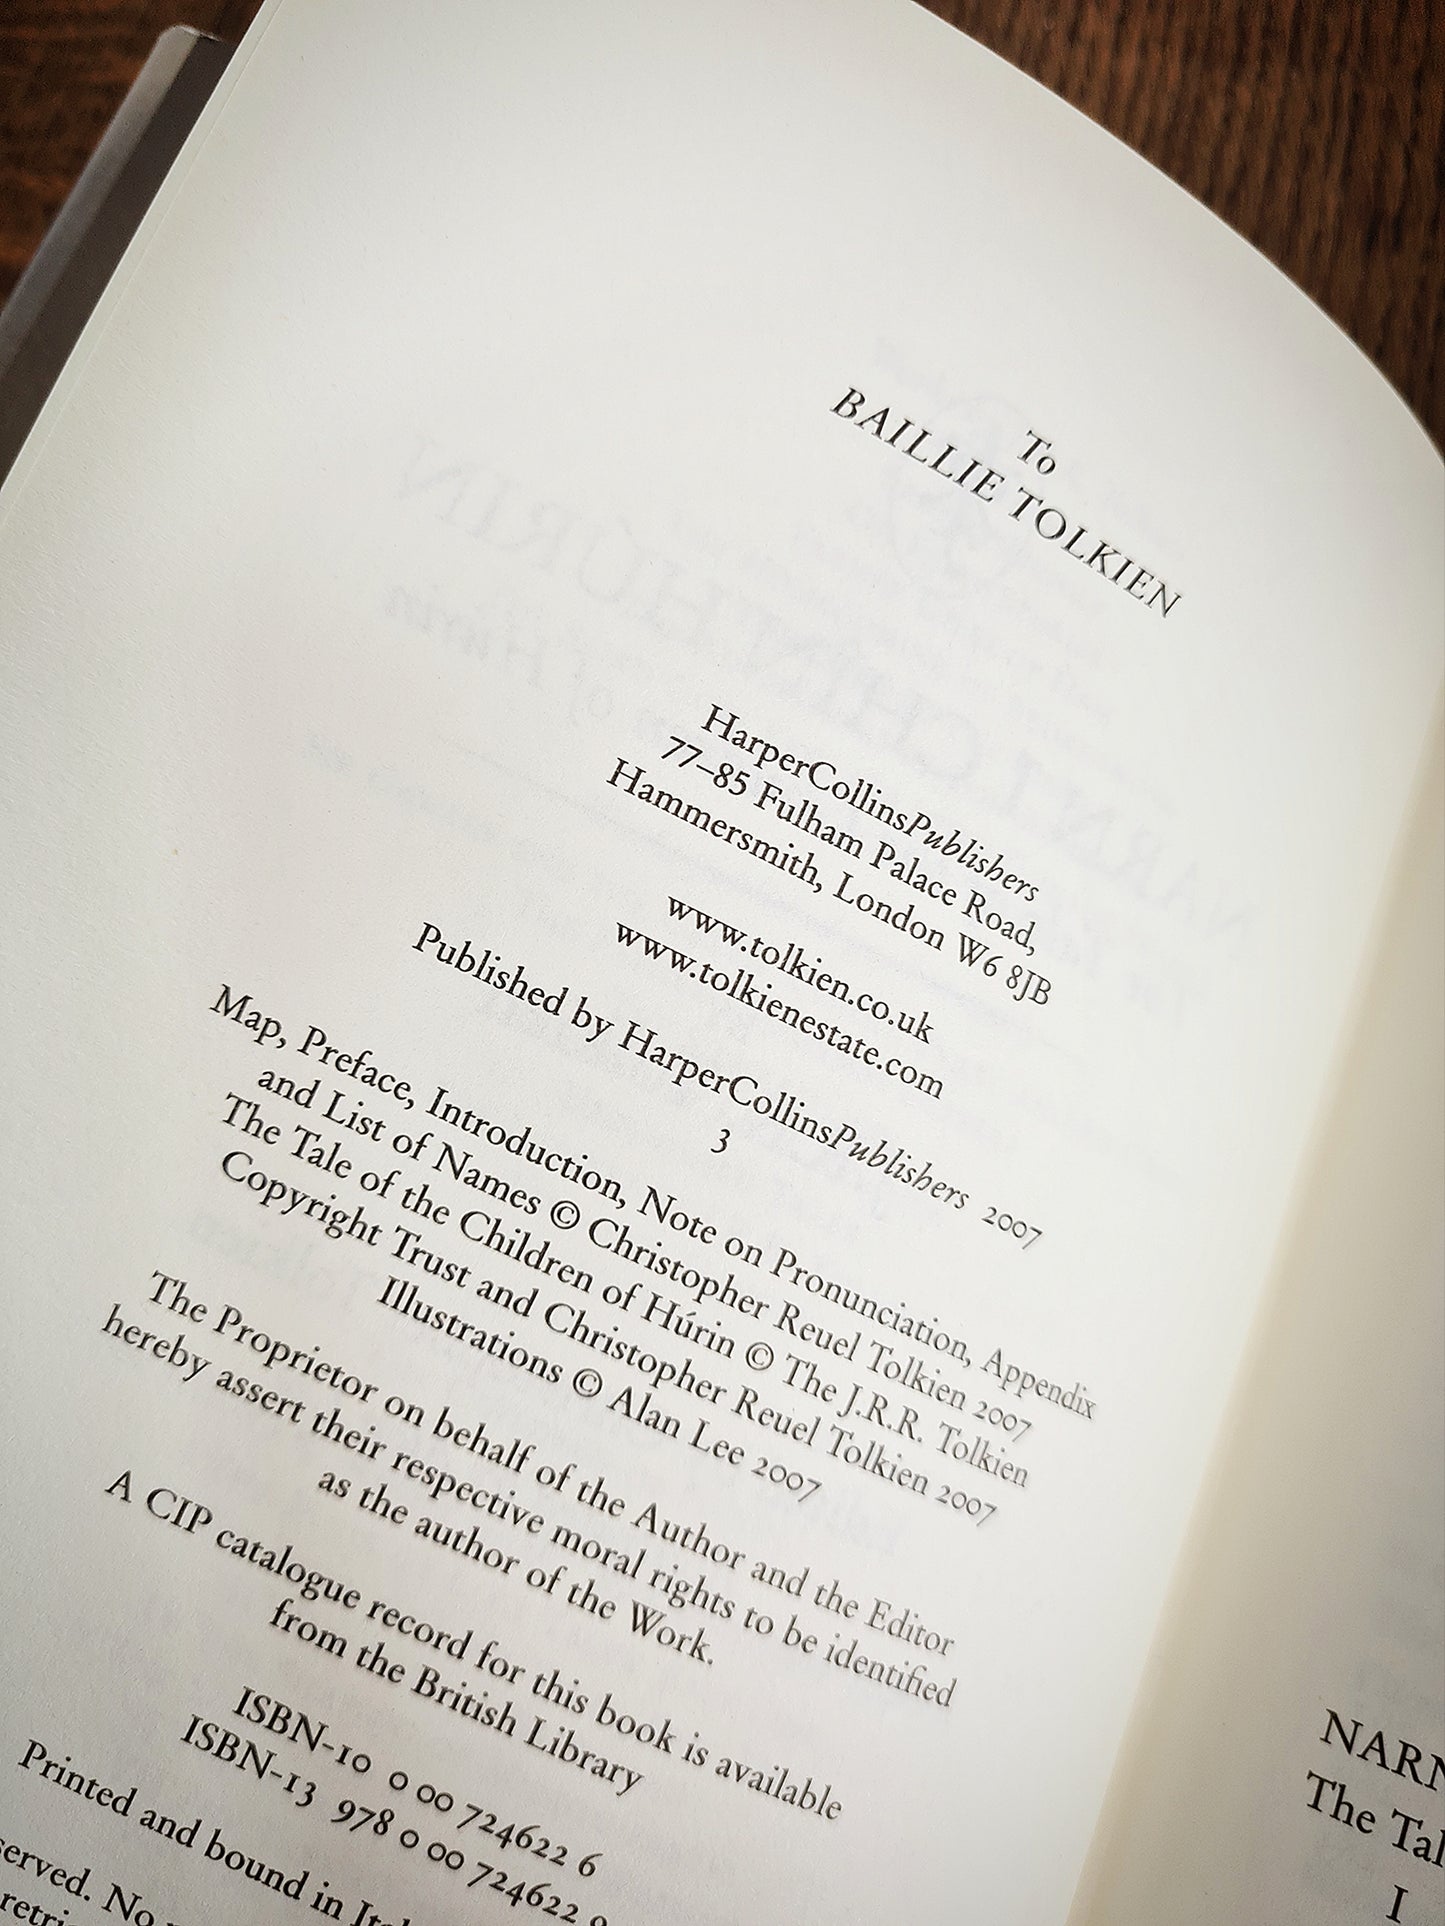 To
BAILLIE TOLKIEN
HarperCollinsPublishers
77–85 Fulham Palace Road,
Hammersmith, London W6 8JB
www.tolkien.co.uk
www.tolkienestate.com
Published by HarperCollinsPublishers 2007
3
Map, Preface, Introduction, Note on Pronunciation, Appendix
and List of Names © Christopher Reuel Tolkien 2007
The Tale of the Children of Húrin © The J.R.R. Tolkien
Copyright Trust and Christopher Reuel Tolkien 2007
Illustrations © Alan Lee 2007
The Proprietor on behalf of the Author and the Editor
hereby assert their respective moral rights to be identified
as the author of the Work.
A CIP catalogue record for this book is available
from the British Library
ISBN-10 0 00 724622 6
ISBN-13 978 0 00 724622
Printed and bound in
No
NARN
The
I